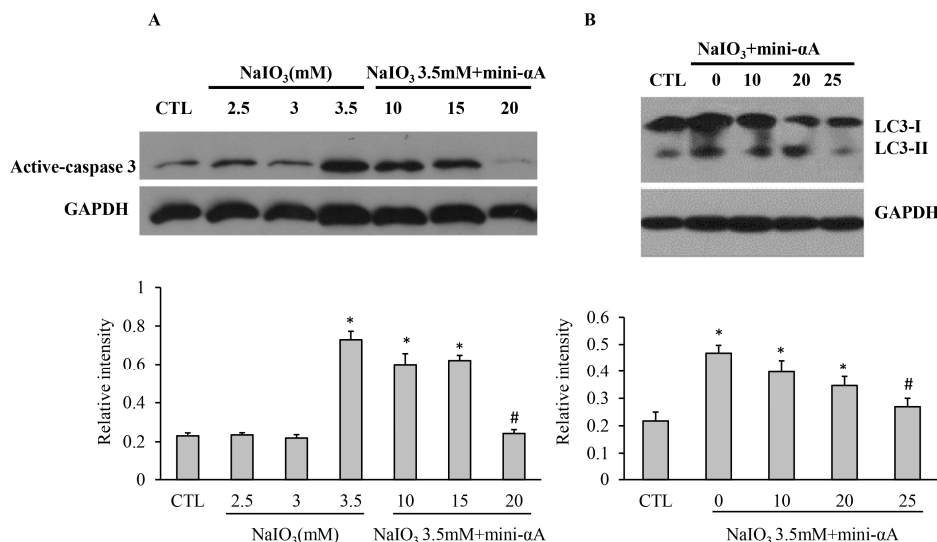 A
NaIO₃(mM) NaIO₃ 3.5mM+mini-αA
CTL 2.5 3 3.5 10 15 20
Active-caspase 3
GAPDH
1
0.8
0.6
0.4
0.2
0
Relative intensity
* * * #
CTL 2.5 3 3.5 10 15 20
NaIO₃(mM) NaIO₃ 3.5mM+mini-αA
B
NaIO₃+mini-αA
CTL 0 10 20 25
LC3-I
LC3-II
GAPDH
0.6
0.5
0.4
0.3
0.2
0.1
0
Relative intensity
* * * #
CTL 0 10 20 25
NaIO₃ 3.5mM+mini-αA